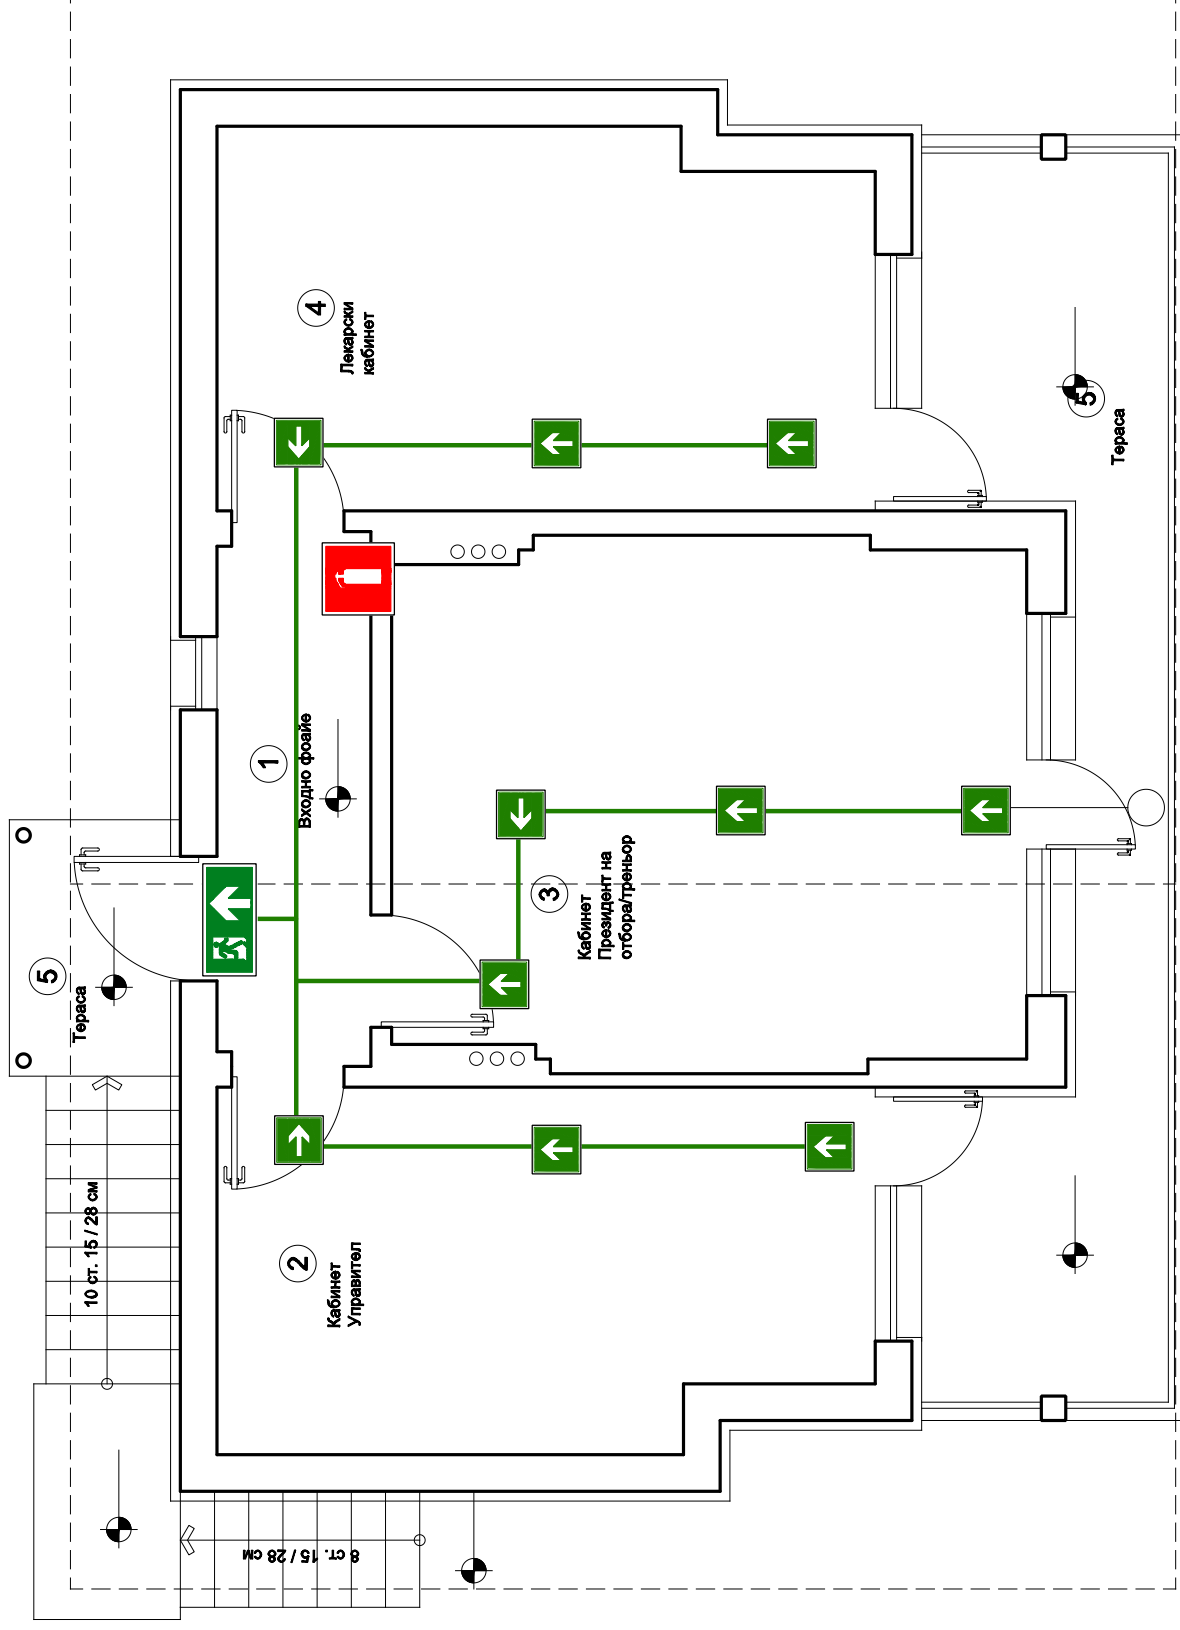 5
Тераса
10 ст. 15 / 28 см
8 ст. 15 / 28 см
1
Входно фоайе
2
Кабинет
Управител
3
Кабинет
Президент на
отбора/треньор
4
Лекарски
кабинет
5
Тераса